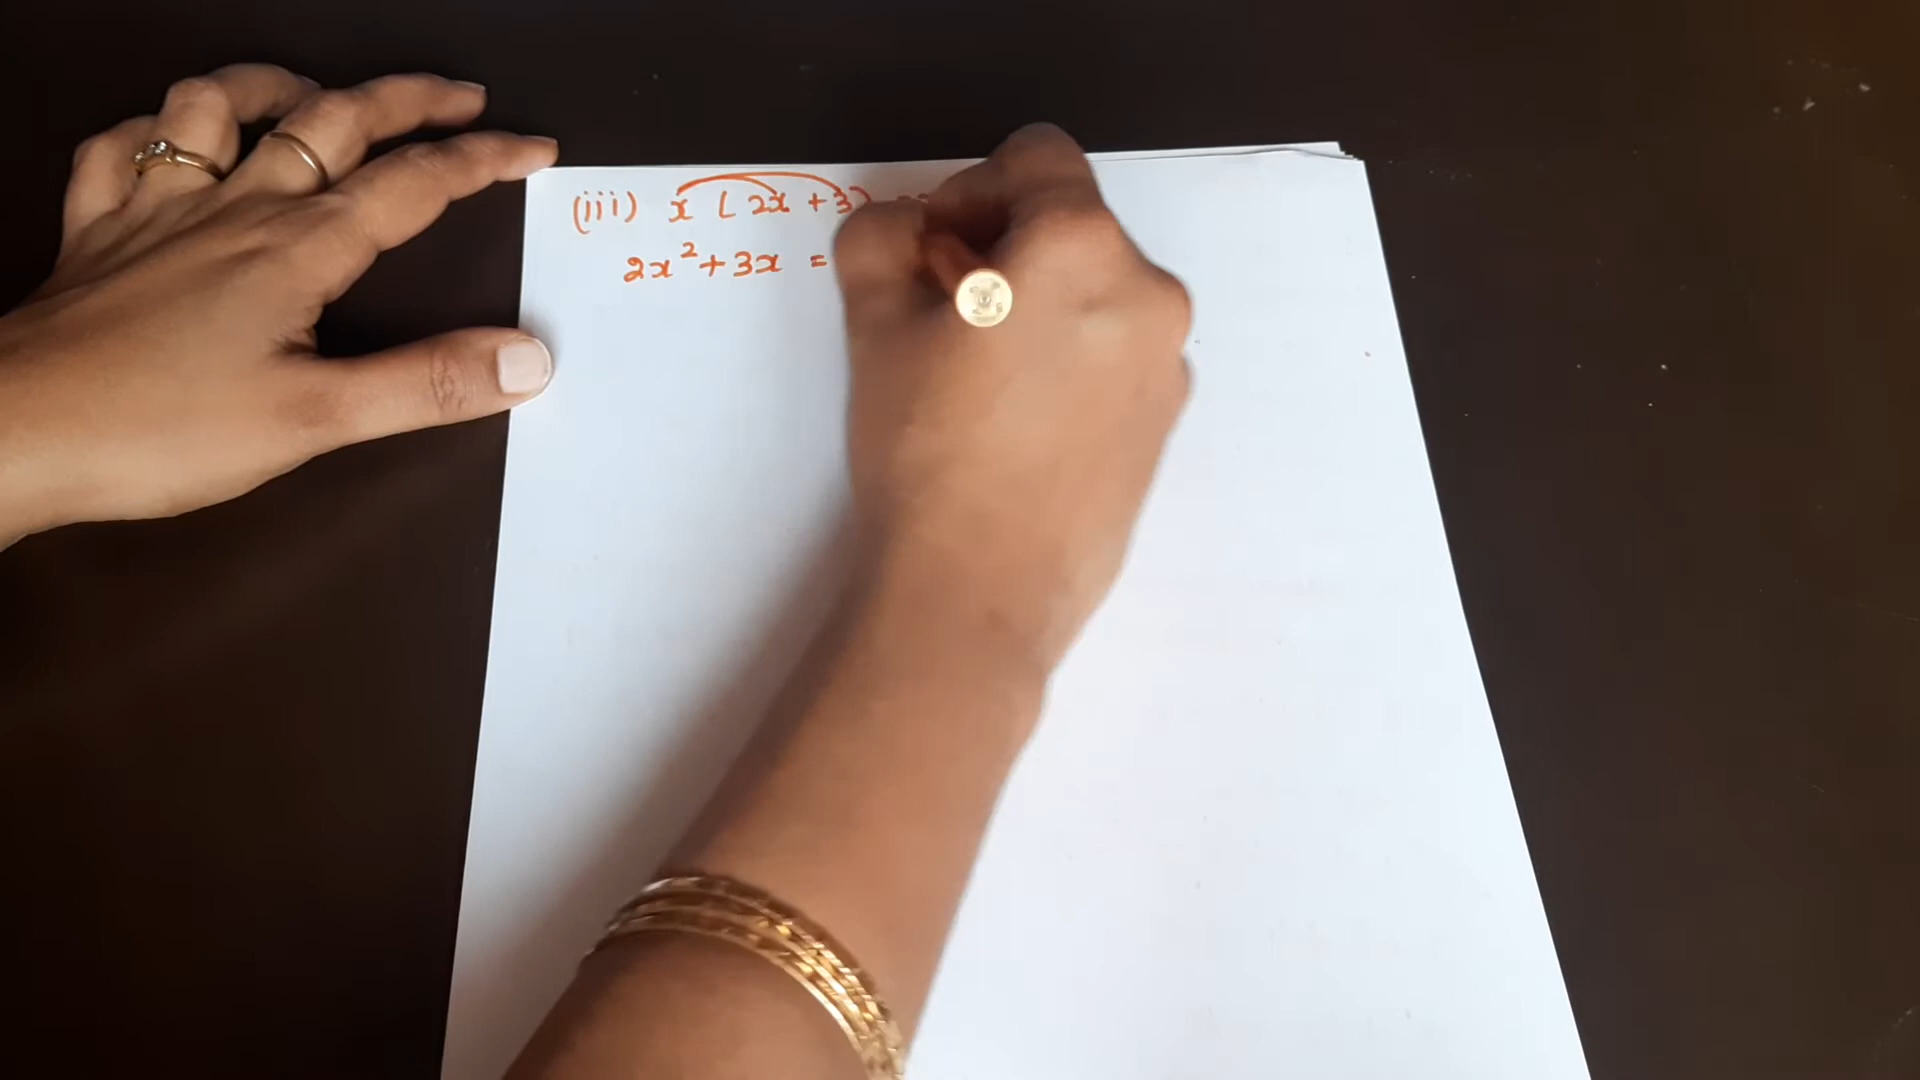 (iii) x (2x + 3) =
2x² + 3x =